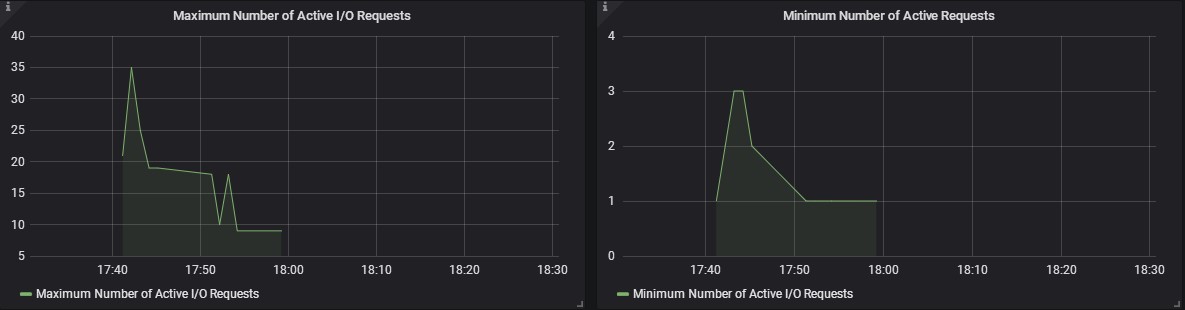 i
Maximum Number of Active I/O Requests
40
35
30
25
20
15
10
5
17:40 17:50 18:00 18:10 18:20 18:30
Maximum Number of Active I/O Requests
i
Minimum Number of Active Requests
4
3
2
1
0
17:40 17:50 18:00 18:10 18:20 18:30
Minimum Number of Active I/O Requests